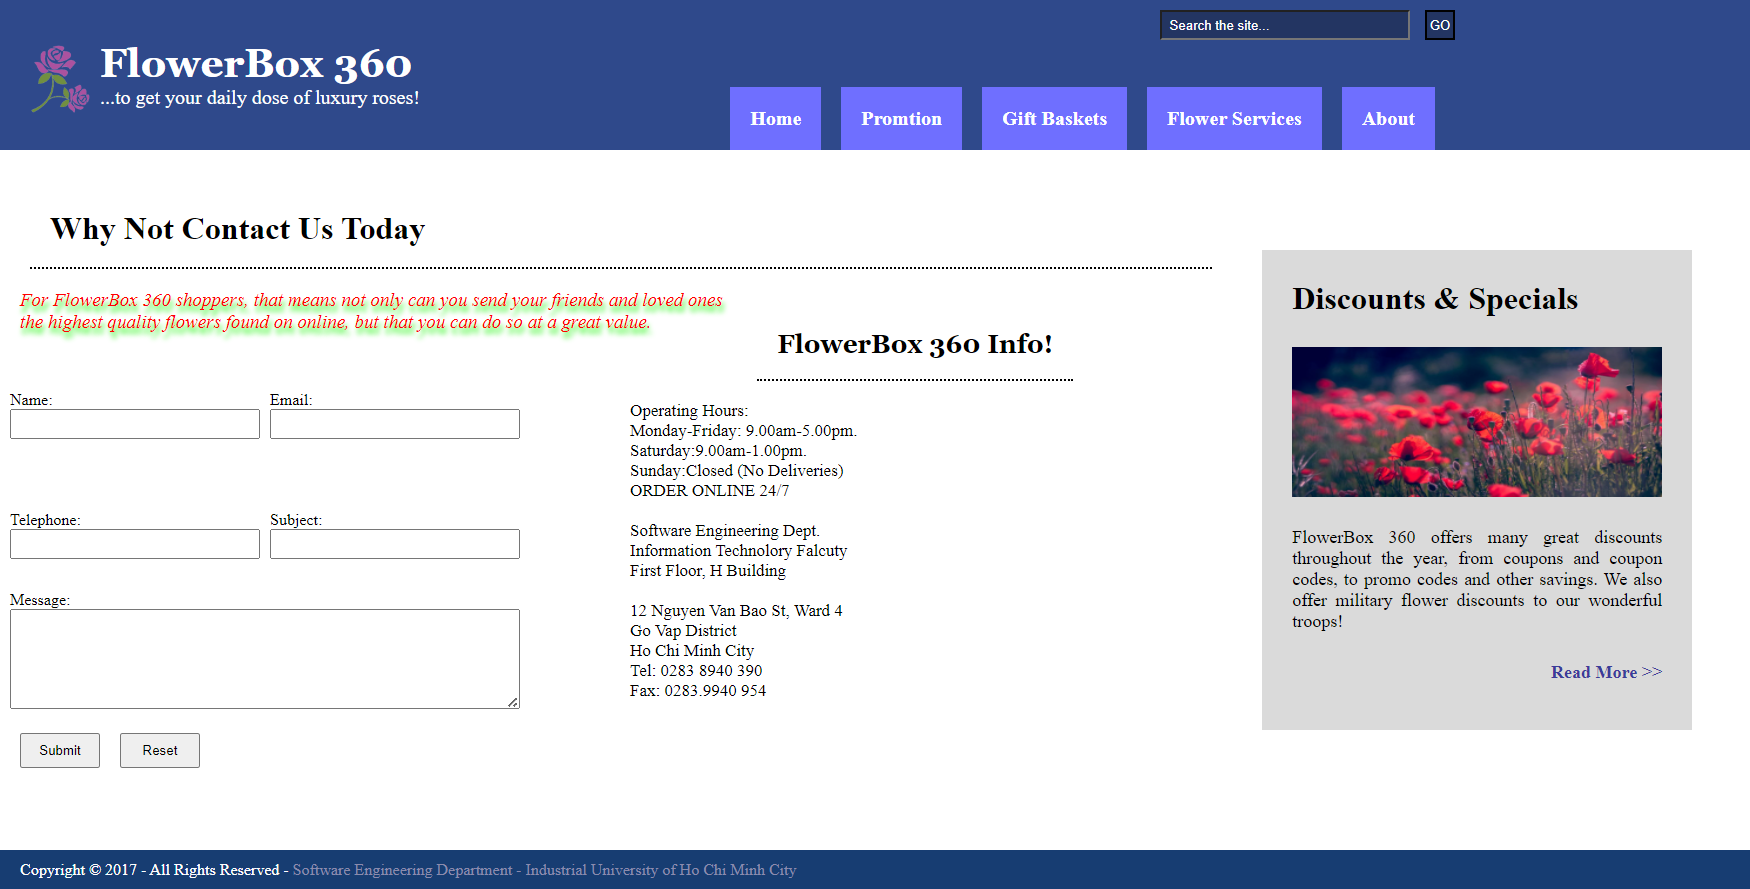 Search the site...
GO
FlowerBox 360
...to get your daily dose of luxury roses!
Home
Promtion
Gift Baskets
Flower Services
About
Why Not Contact Us Today
For FlowerBox 360 shoppers, that means not only can you send your friends and loved ones
the highest quality flowers found on online, but that you can do so at a great value.
Name:
Email:
Telephone:
Subject:
Message:
Submit
Reset
FlowerBox 360 Info!
Operating Hours:
Monday-Friday: 9.00am-5.00pm.
Saturday:9.00am-1.00pm.
Sunday:Closed (No Deliveries)
ORDER ONLINE 24/7
Software Engineering Dept.
Information Technolory Falcuty
First Floor, H Building
12 Nguyen Van Bao St, Ward 4
Go Vap District
Ho Chi Minh City
Tel: 0283 8940 390
Fax: 0283.9940 954
Discounts & Specials
FlowerBox 360 offers many great discounts
throughout the year, from coupons and coupon
codes, to promo codes and other savings. We also
offer military flower discounts to our wonderful
troops!
Read More >>
Copyright © 2017 - All Rights Reserved - Software Engineering Department - Industrial University of Ho Chi Minh City